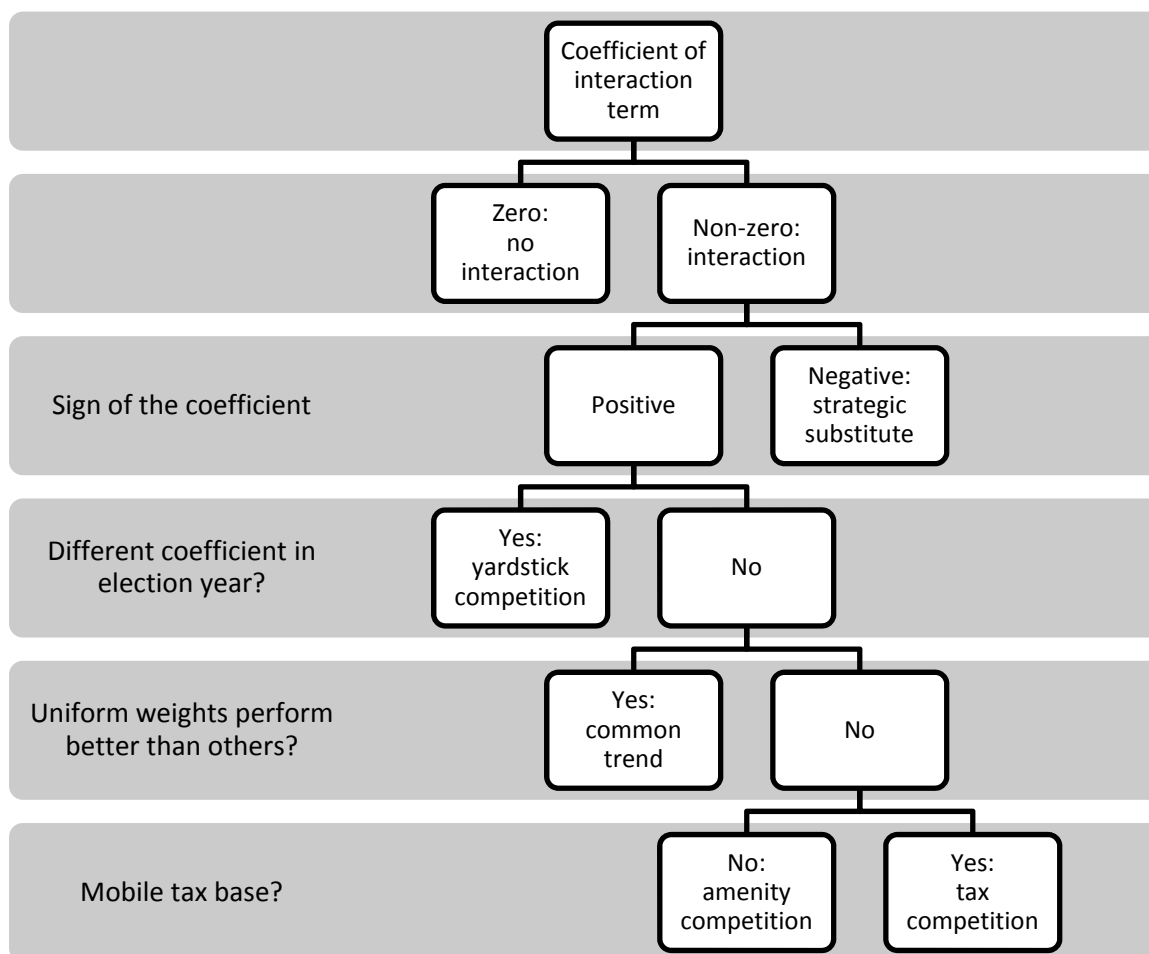 Coefficient of
interaction
term
Zero:
no
interaction
Non-zero:
interaction
Sign of the coefficient
Positive
Negative:
strategic
substitute
Different coefficient in
election year?
Yes:
yardstick
competition
No
Uniform weights perform
better than others?
Yes:
common
trend
No
Mobile tax base?
No:
amenity
competition
Yes:
tax
competition